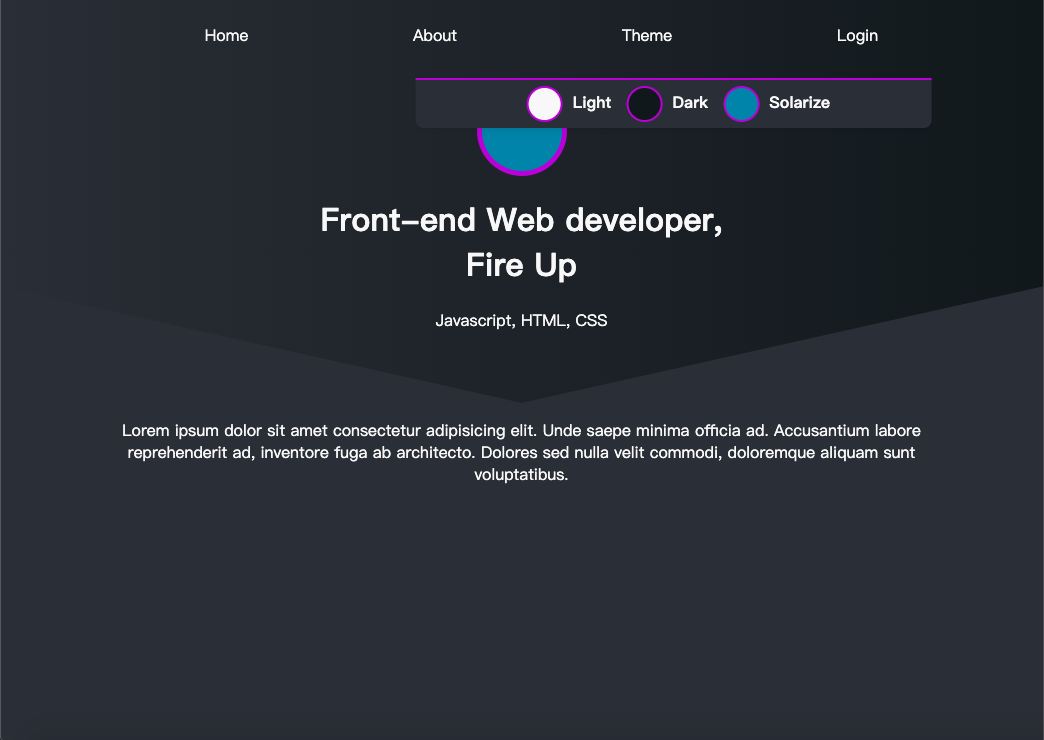 Home About Theme Login
Light Dark Solarize
Front-end Web developer,
Fire Up
Javascript, HTML, CSS
Lorem ipsum dolor sit amet consectetur adipisicing elit. Unde saepe minima officia ad. Accusantium labore
reprehenderit ad, inventore fuga ab architecto. Dolores sed nulla velit commodi, doloremque aliquam sunt
voluptatibus.